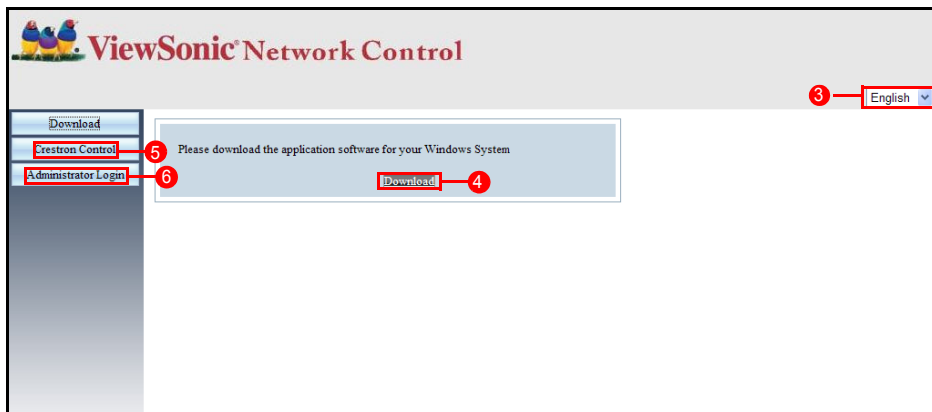 ViewSonic® Network Control
3
English
Download
Crestron Control
5
Please download the application software for your Windows System
Administrator Login
6
Download
4